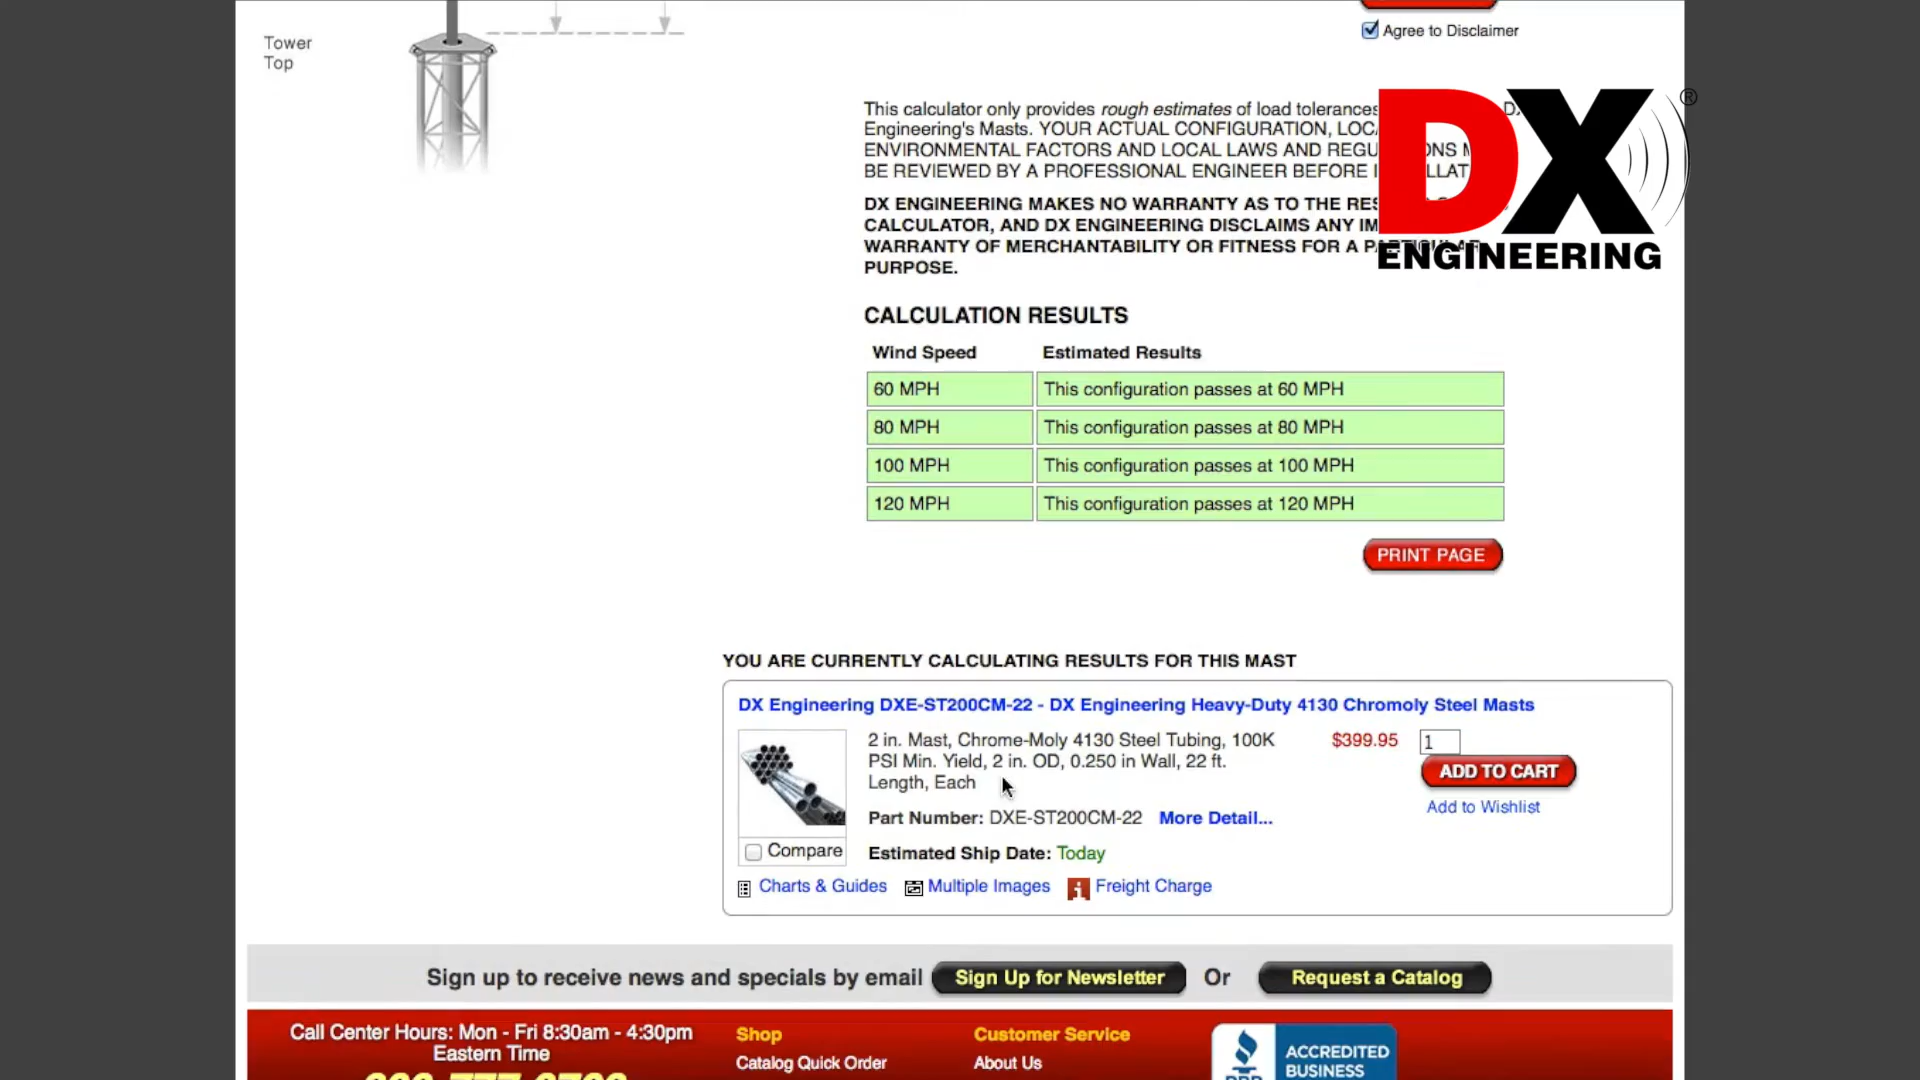 Tower
Top
Agree to Disclaimer
This calculator only provides rough estimates of load tolerances
Engineering's Masts. YOUR ACTUAL CONFIGURATION,
ENVIRONMENTAL FACTORS AND LOCAL LAWS AND
BE REVIEWED BY A PROFESSIONAL ENGINEER BEFORE
DX ENGINEERING MAKES NO WARRANTY AS TO THE
CALCULATOR, AND DX ENGINEERING DISCLAIMS ANY
WARRANTY OF MERCHANTABILITY OR FITNESS FOR A PARTICULAR
PURPOSE.
DX
®
ENGINEERING
CALCULATION RESULTS
Wind Speed Estimated Results
60 MPH This configuration passes at 60 MPH
80 MPH This configuration passes at 80 MPH
100 MPH This configuration passes at 100 MPH
120 MPH This configuration passes at 120 MPH
PRINT PAGE
YOU ARE CURRENTLY CALCULATING RESULTS FOR THIS MAST
DX Engineering DXE-ST200CM-22 - DX Engineering Heavy-Duty 4130 Chromoly Steel Masts
2 in. Mast, Chrome-Moly 4130 Steel Tubing, 100K
PSI Min. Yield, 2 in. OD, 0.250 in Wall, 22 ft.
Length, Each
$399.95 1
ADD TO CART
Add to Wishlist
Part Number: DXE-ST200CM-22 More Detail...
Compare
Estimated Ship Date: Today
Charts & Guides Multiple Images Freight Charge
Sign up to receive news and specials by email Sign Up for Newsletter Or Request a Catalog
Call Center Hours: Mon - Fri 8:30am - 4:30pm
Eastern Time
Shop
Catalog Quick Order
Customer Service
About Us
ACCREDITED
BUSINESS